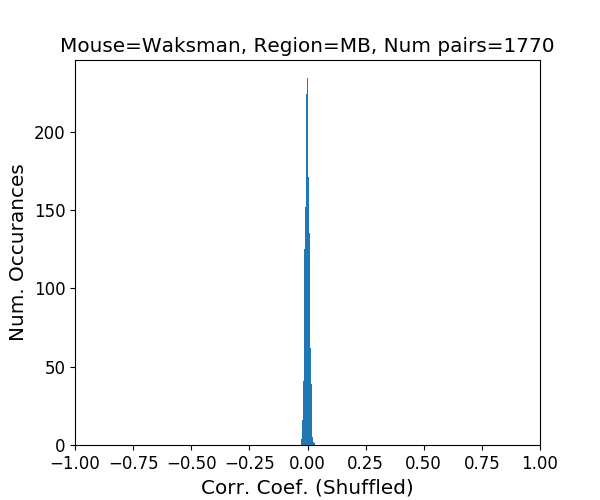 Mouse=Waksman, Region=MB, Num pairs=1770
Num. Occurances
200
150
100
50
0
−1.00 −0.75 −0.50 −0.25 0.00 0.25 0.50 0.75 1.00
Corr. Coef. (Shuffled)